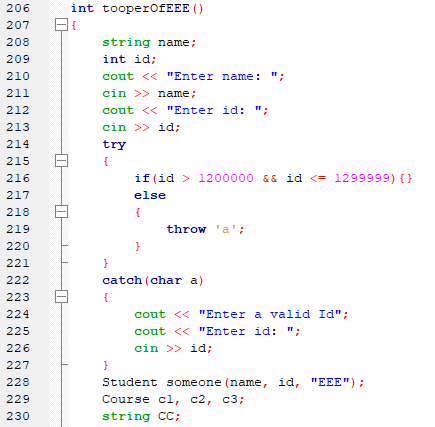 206 int tooperOfEEE()
207 {
208 string name;
209 int id;
210 cout << "Enter name: ";
211 cin >> name;
212 cout << "Enter id: ";
213 cin >> id;
214 try
215 {
216 if(id > 1200000 && id <= 1299999){}
217 else
218 {
219 throw 'a';
220 }
221 }
222 catch(char a)
223 {
224 cout << "Enter a valid Id";
225 cout << "Enter id: ";
226 cin >> id;
227 }
228 Student someone(name, id, "EEE");
229 Course c1, c2, c3;
230 string CC;